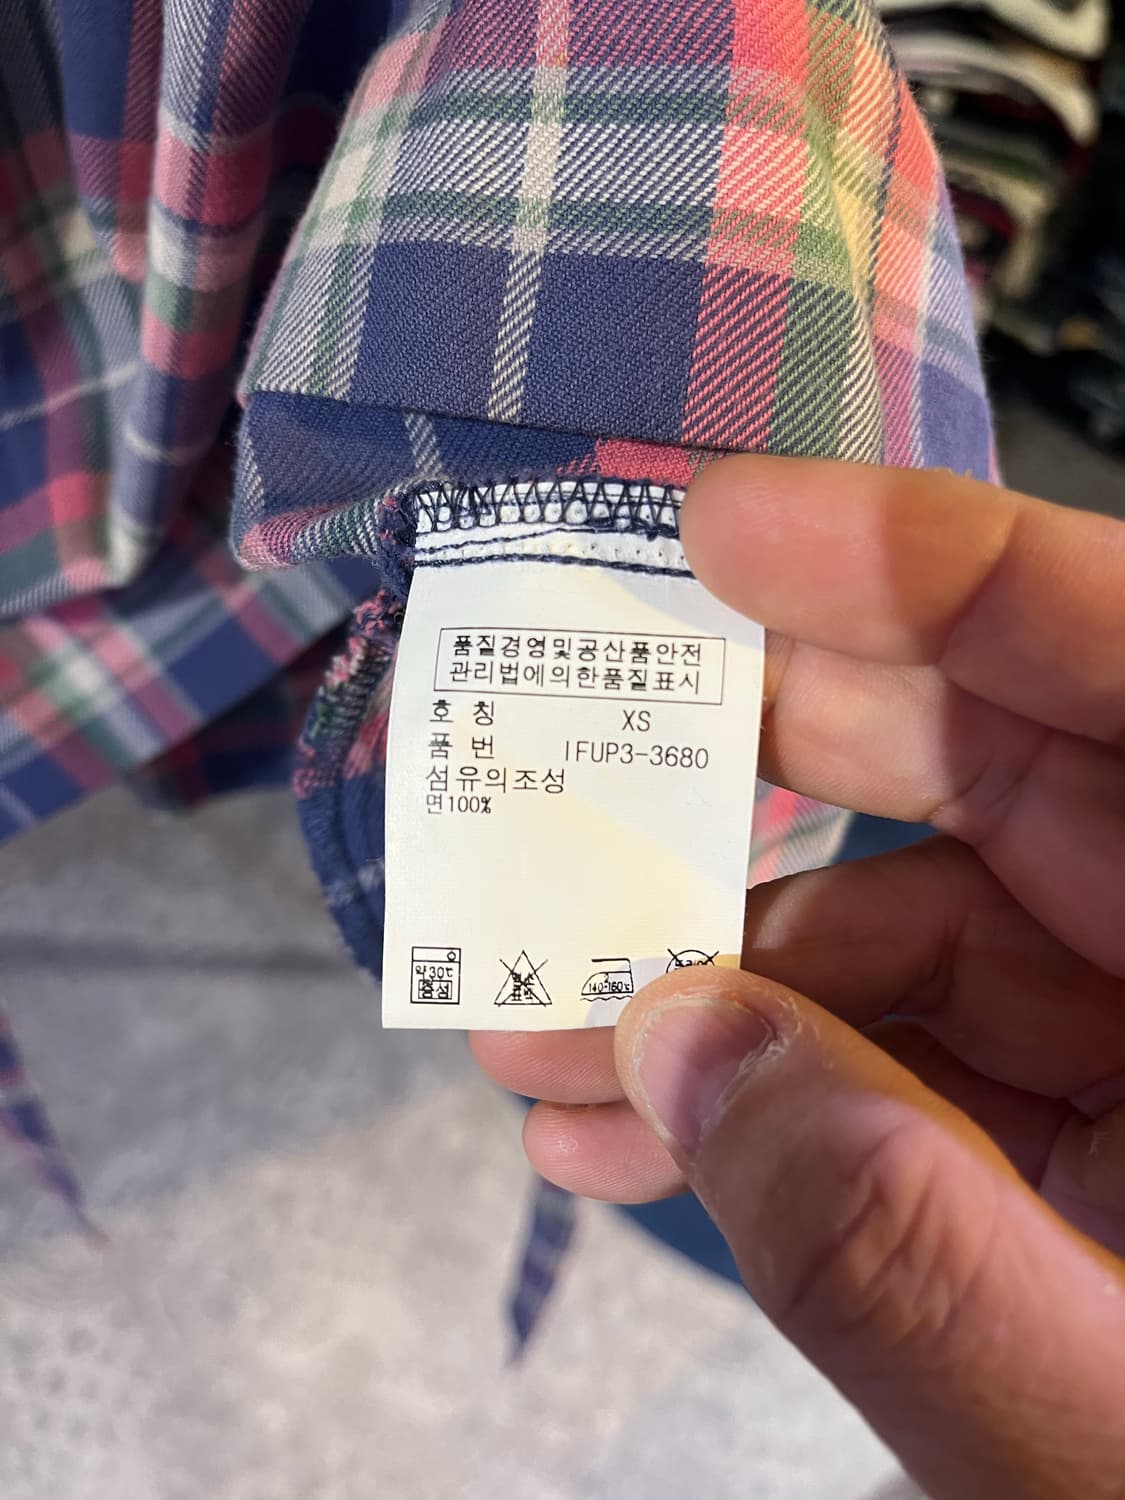 품질경영및공산품안전
관리법에의한품질표시
호 칭 XS
품 번 IFUP3-3680
섬유의조성
면100%
약30℃
중성
140-160℃